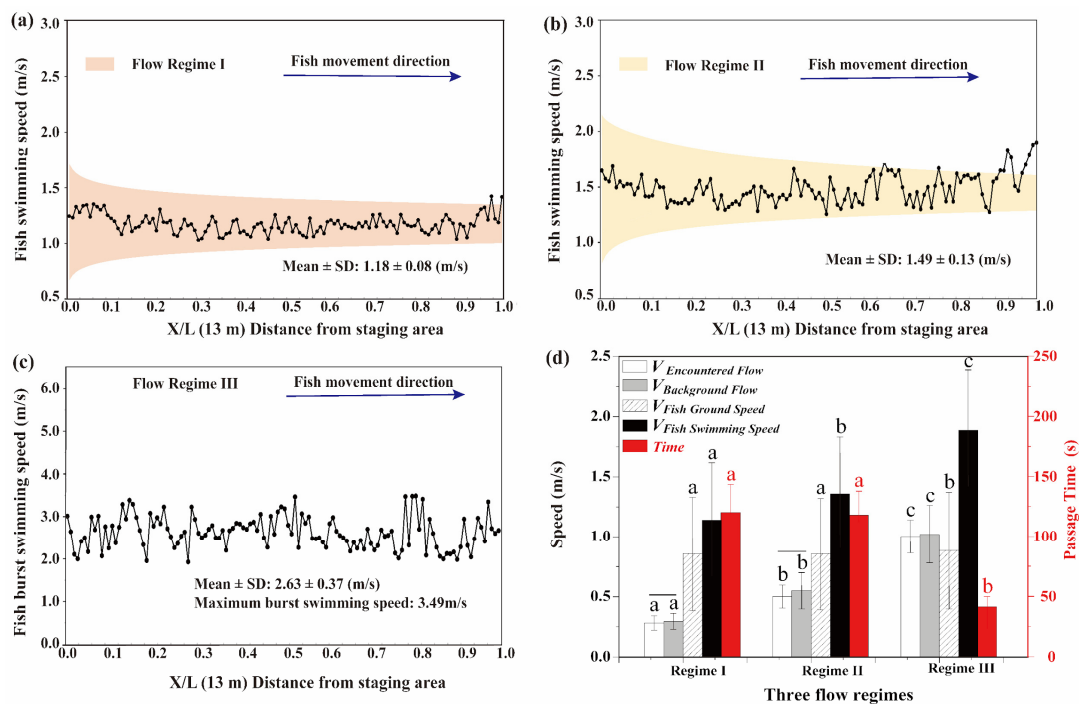 (a)
3.0
2.5
2.0
1.5
1.0
0.5
Fish swimming speed (m/s)
Flow Regime I
Fish movement direction
Mean ± SD: 1.18 ± 0.08 (m/s)
0.0 0.1 0.2 0.3 0.4 0.5 0.6 0.7 0.8 0.9 1.0
X/L (13 m) Distance from staging area
(b)
3.0
2.5
2.0
1.5
1.0
0.5
Fish swimming speed (m/s)
Flow Regime II
Fish movement direction
Mean ± SD: 1.49 ± 0.13 (m/s)
0.0 0.1 0.2 0.3 0.4 0.5 0.6 0.8 0.8 0.9 1.0
X/L (13 m) Distance from staging area
(c)
6.0
5.0
4.0
3.0
2.0
1.0
0.0
Fish burst swimming speed (m/s)
Flow Regime III
Fish movement direction
Mean ± SD: 2.63 ± 0.37 (m/s)
Maximum burst swimming speed: 3.49m/s
0.0 0.1 0.2 0.3 0.4 0.5 0.6 0.7 0.8 0.9 1.0
X/L (13 m) Distance from staging area
(d)
2.5
2.0
1.5
1.0
0.5
0.0
Speed (m/s)
V Encountered Flow
V Background Flow
V Fish Ground Speed
V Fish Swimming Speed
Time
a a a a a
b b a b a
c c b c b
250
200
150
100
50
0
Passage Time (s)
Regime I Regime II Regime III
Three flow regimes